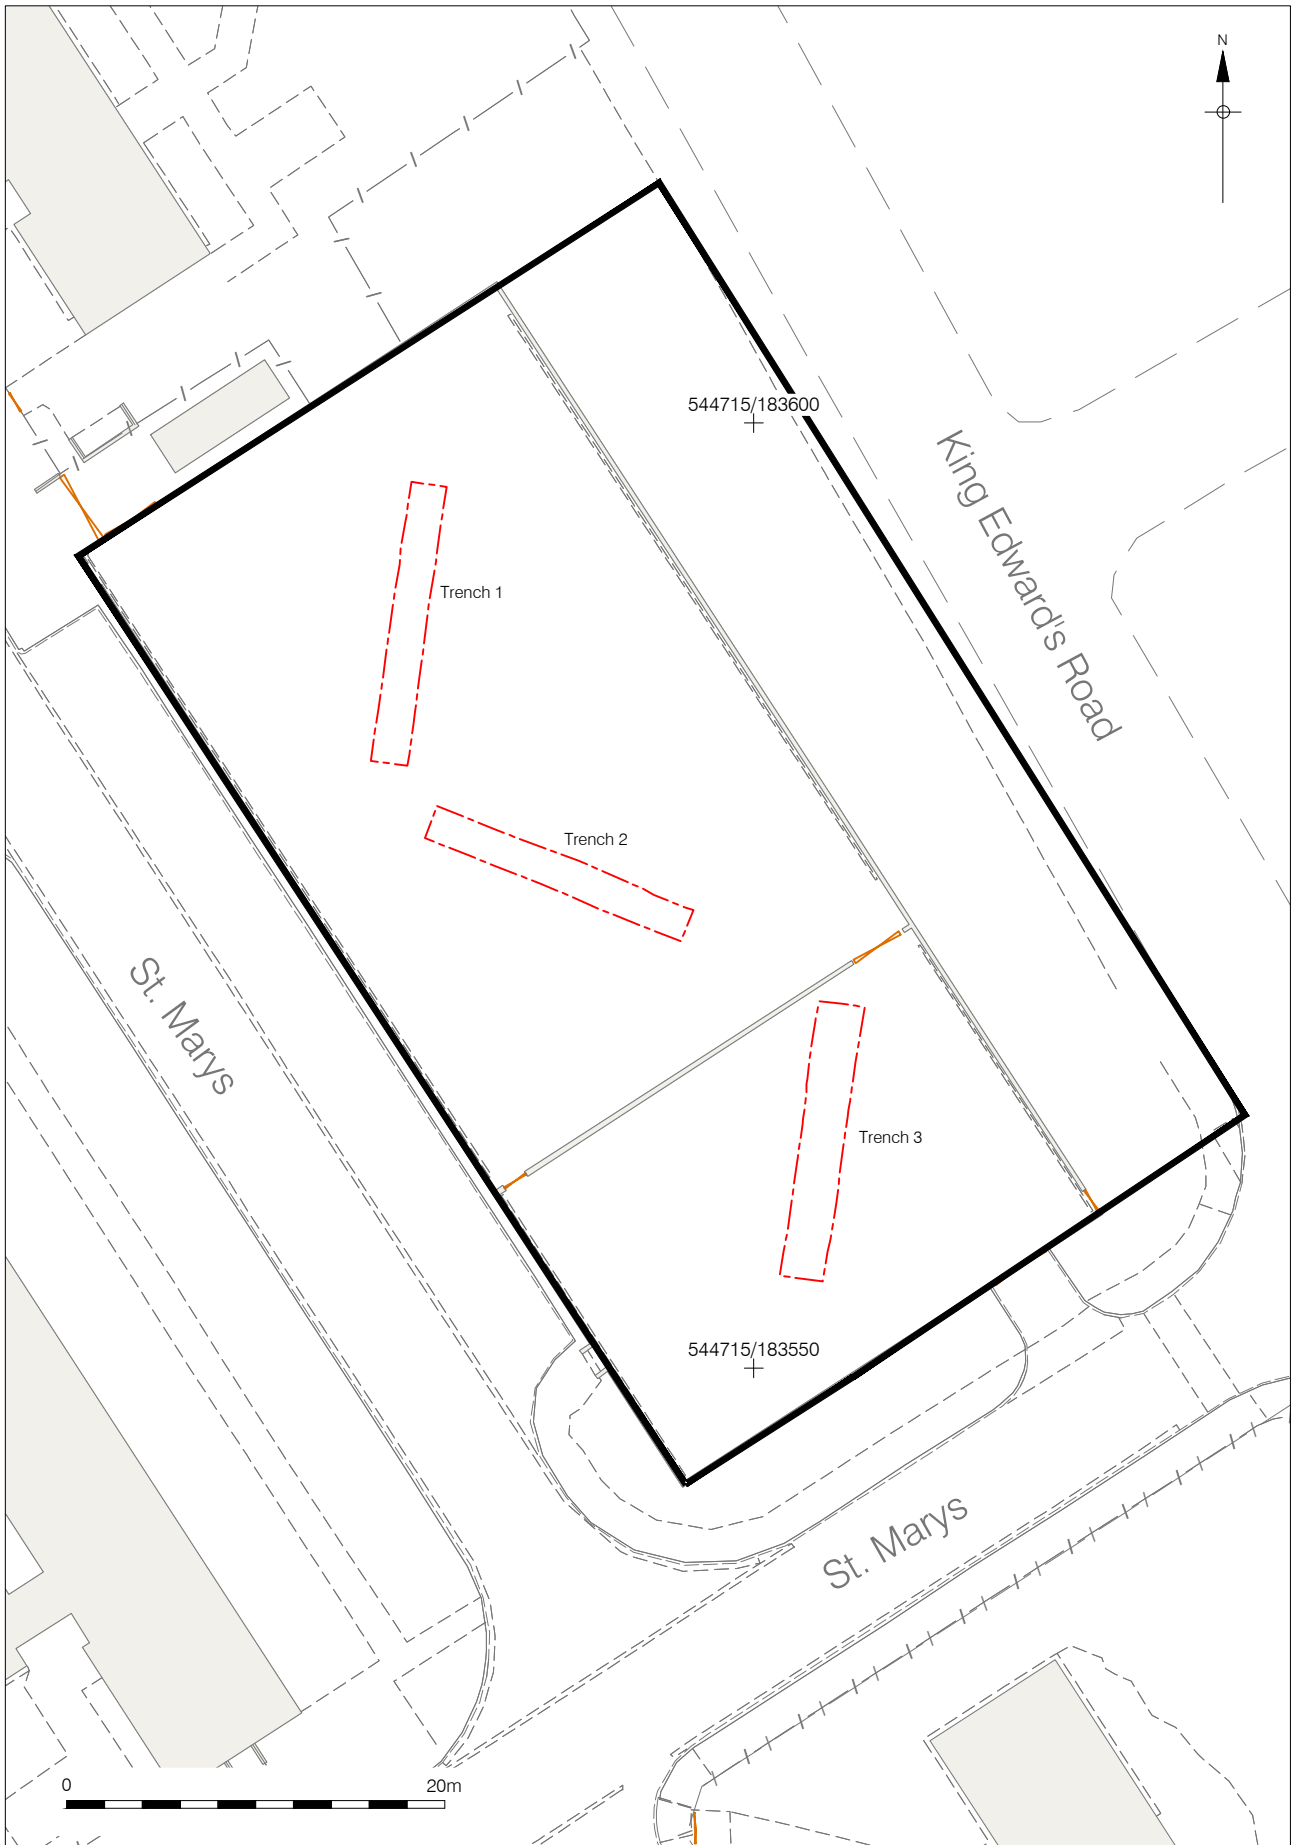 N
544715/183600
King Edward's Road
Trench 1
Trench 2
St. Marys
Trench 3
544715/183550
St. Marys
0 20m